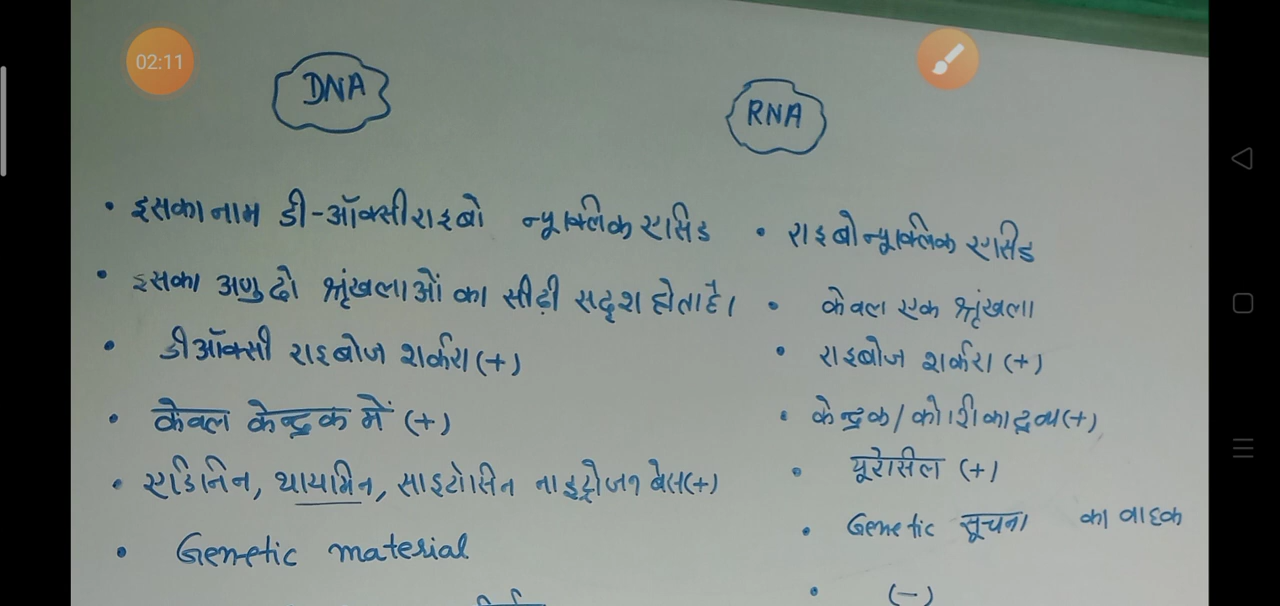 02:11
DNA
RNA
• इसका नाम डी-ऑक्सीराइबो न्यूक्लिक एसिड
• राइबोन्यूक्लिक एसिड
• इसका अणु दो श्रृंखलाओं का सीढ़ी सदृश होता है।
• केवल एक श्रृंखला
• डीऑक्सी राइबोज शर्करा (+)
• राइबोज शर्करा (+)
• केवल केन्द्रक में (+)
• केन्द्रक/कोशिकाद्रव्य (+)
• एडिनिन, थायमिन, साइटोसिन नाइट्रोजन बेस(+)
• यूरेसिल (+)
• Genetic material
• Genetic सूचना का वाहक
• (-)